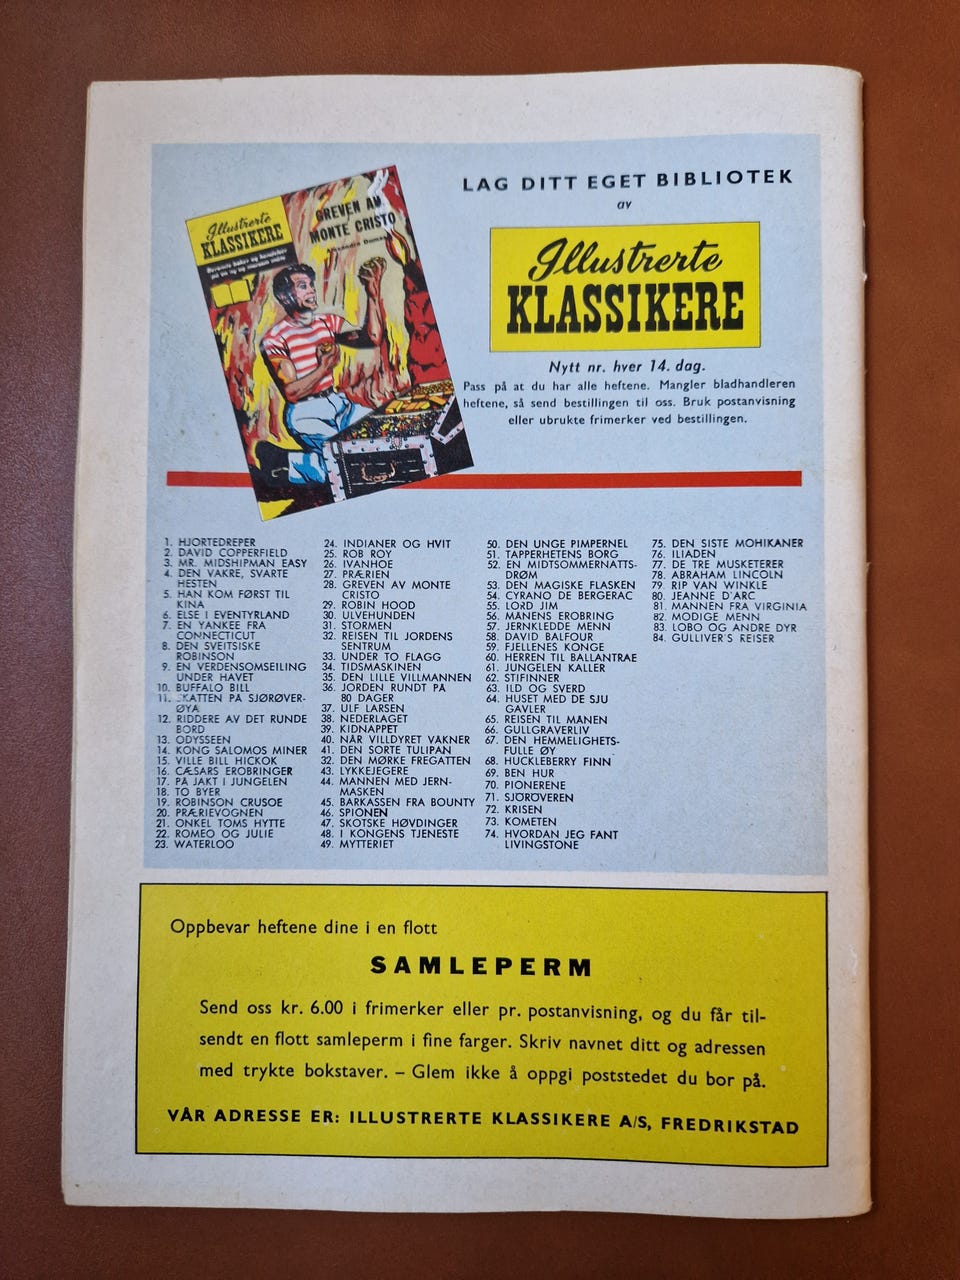 LAG DITT EGET BIBLIOTEK
av
Illustrerte
KLASSIKERE
Nytt nr. hver 14. dag.
Pass på at du har alle heftene. Mangler bladhandleren
heftene, så send bestillingen til oss. Bruk postanvisning
eller ubrukte frimerker ved bestillingen.
Illustrerte
KLASSIKERE
GREVEN AV
MONTE CRISTO
Alexandre Dumas
1. HJORTEDREPER
2. DAVID COPPERFIELD
3. MR. MIDSHIPMAN EASY
4. DEN VAKRE, SVARTE
HESTEN
5. HAN KOM FØRST TIL
KINA
6. ELSE I EVENTYRLAND
7. EN YANKEE FRA
CONNECTICUT
8. DEN SVEITSISKE
ROBINSON
9. EN VERDENSOMSEILING
UNDER HAVET
10. BUFFALO BILL
11. SKATTEN PÅ SJØRØVER-
ØYA
12. RIDDERE AV DET RUNDE
BORD
13. ODYSSEEN
14. KONG SALOMOS MINER
15. VILLE BILL HICKOK
16. CÆSARS EROBRINGER
17. PÅ JAKT I JUNGELEN
18. TO BYER
19. ROBINSON CRUSOE
20. PRÆRIEVOGNEN
21. ONKEL TOMS HYTTE
22. ROMEO OG JULIE
23. WATERLOO
24. INDIANER OG HVIT
25. ROB ROY
26. IVANHOE
27. PRÆRIEN
28. GREVEN AV MONTE
CRISTO
29. ROBIN HOOD
30. ULVEHUNDEN
31. STORMEN
32. REISEN TIL JORDENS
SENTRUM
33. UNDER TO FLAGG
34. TIDSMASKINEN
35. DEN LILLE VILLMANNEN
36. JORDEN RUNDT PÅ
80 DAGER
37. ULF LARSEN
38. NEDERLAGET
39. KIDNAPPET
40. NÅR VILLDYRET VÅKNER
41. DEN SORTE TULIPAN
32. DEN MØRKE FREGATTEN
43. LYKKEJEGERE
44. MANNEN MED JERN-
MASKEN
45. BARKASSEN FRA BOUNTY
46. SPIONEN
47. SKOTSKE HØVDINGER
48. I KONGENS TJENESTE
49. MYTTERIET
50. DEN UNGE PIMPERNEL
51. TAPPERHETENS BORG
52. EN MIDTSOMMERNATTS-
DRØM
53. DEN MAGISKE FLASKEN
54. CYRANO DE BERGERAC
55. LORD JIM
56. MÅNENS EROBRING
57. JERNKLEDDE MENN
58. DAVID BALFOUR
59. FJELLENES KONGE
60. HERREN TIL BALLANTRAE
61. JUNGELEN KALLER
62. STIFINNER
63. ILD OG SVERD
64. HUSET MED DE SJU
GAVLER
65. REISEN TIL MÅNEN
66. GULLGRAVERLIV
67. DEN HEMMELIGHETS-
FULLE ØY
68. HUCKLEBERRY FINN
69. BEN HUR
70. PIONERENE
71. SJÖRÖVEREN
72. KRISEN
73. KOMETEN
74. HVORDAN JEG FANT
LIVINGSTONE
75. DEN SISTE MOHIKANER
76. ILIADEN
77. DE TRE MUSKETERER
78. ABRAHAM LINCOLN
79. RIP VAN WINKLE
80. JEANNE D'ARC
81. MANNEN FRA VIRGINIA
82. MODIGE MENN
83. LOBO OG ANDRE DYR
84. GULLIVER'S REISER
Oppbevar heftene dine i en flott
SAMLEPERM
Send oss kr. 6.00 i frimerker eller pr. postanvisning, og du får til-
sendt en flott samleperm i fine farger. Skriv navnet ditt og adressen
med trykte bokstaver. – Glem ikke å oppgi poststedet du bor på.
VÅR ADRESSE ER: ILLUSTRERTE KLASSIKERE A/S, FREDRIKSTAD